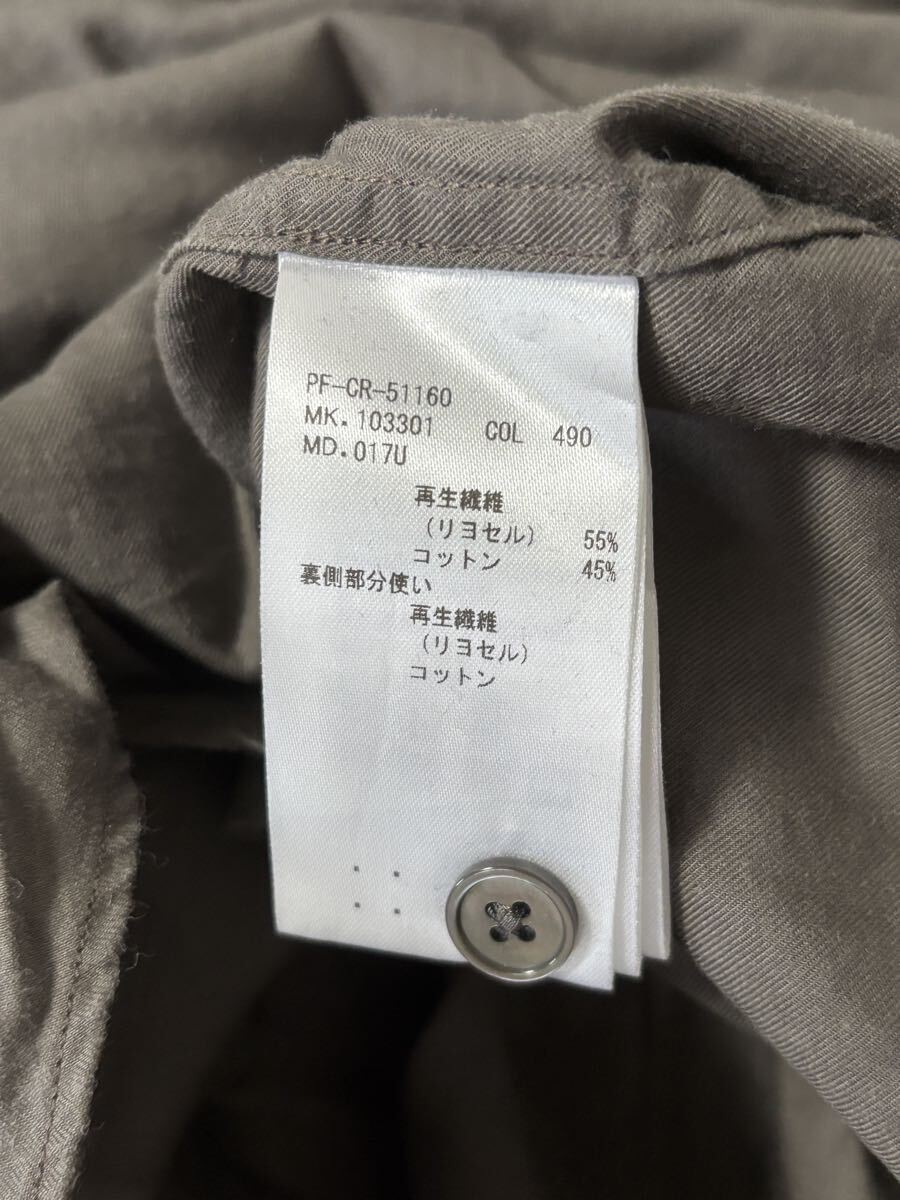 PF-CR-51160
MK.103301 COL 490
MD.017U
再生繊維
(リヨセル) 55%
コットン 45%
裏側部分使い
再生繊維
(リヨセル)
コットン